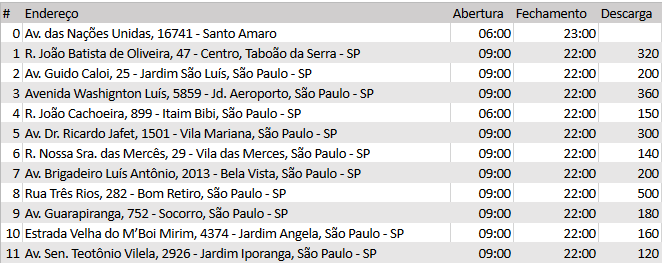 # Endereço Abertura Fechamento Descarga
0 Av. das Nações Unidas, 16741 - Santo Amaro 06:00 23:00
1 R. João Batista de Oliveira, 47 - Centro, Taboão da Serra - SP 09:00 22:00 320
2 Av. Guido Caloi, 25 - Jardim São Luís, São Paulo - SP 09:00 22:00 200
3 Avenida Washignton Luís, 5859 - Jd. Aeroporto, São Paulo - SP 09:00 22:00 360
4 R. João Cachoeira, 899 - Itaim Bibi, São Paulo - SP 06:00 22:00 150
5 Av. Dr. Ricardo Jafet, 1501 - Vila Mariana, São Paulo - SP 09:00 22:00 300
6 R. Nossa Sra. das Mercês, 29 - Vila das Merces, São Paulo - SP 09:00 22:00 140
7 Av. Brigadeiro Luís Antônio, 2013 - Bela Vista, São Paulo - SP 09:00 22:00 200
8 Rua Três Rios, 282 - Bom Retiro, São Paulo - SP 09:00 22:00 500
9 Av. Guarapiranga, 752 - Socorro, São Paulo - SP 09:00 22:00 180
10 Estrada Velha do M’Boi Mirim, 4374 - Jardim Angela, São Paulo - SP 09:00 22:00 160
11 Av. Sen. Teotônio Vilela, 2926 - Jardim Iporanga, São Paulo - SP 09:00 22:00 120